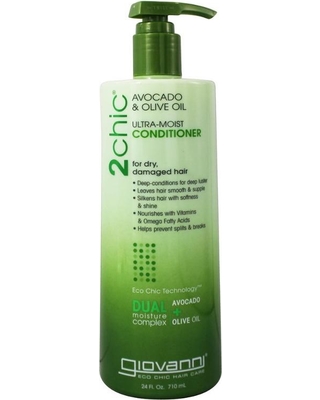 2chic®
AVOCADO
& OLIVE OIL
ULTRA-MOIST
CONDITIONER
for dry,
damaged hair
• Deep-conditions for deep luster
• Leaves hair smooth & supple
• Silkens hair with softness
& shine
• Nourishes with Vitamins
& Omega Fatty Acids
• Helps prevent splits & breaks
Eco Chic Technology™
DUAL
moisture
complex
AVOCADO
+
OLIVE OIL
giovanni®
ECO CHIC HAIR CARE
24 fl. Oz. 710 mL